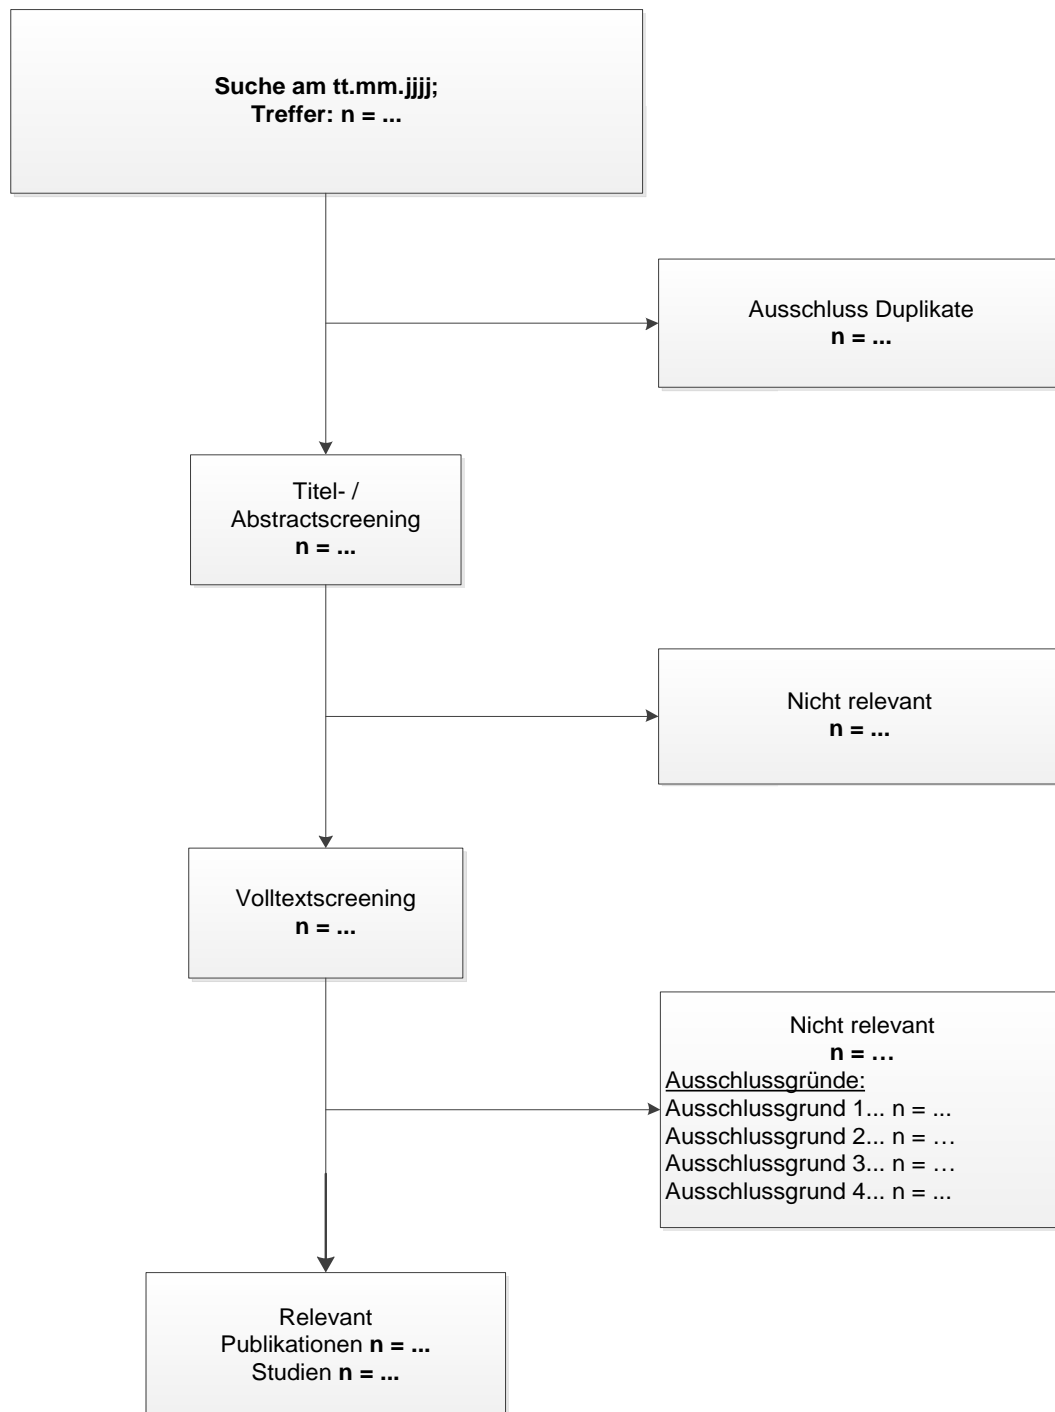 Suche am tt.mm.jjjj;
Treffer: n = ...
Ausschluss Duplikate
n = ...
Titel- /
Abstractscreening
n = ...
Nicht relevant
n = ...
Volltextscreening
n = ...
Nicht relevant
n = …
Ausschlussgründe:
Ausschlussgrund 1... n = ...
Ausschlussgrund 2... n = …
Ausschlussgrund 3... n = …
Ausschlussgrund 4... n = ...
Relevant
Publikationen n = ...
Studien n = ...